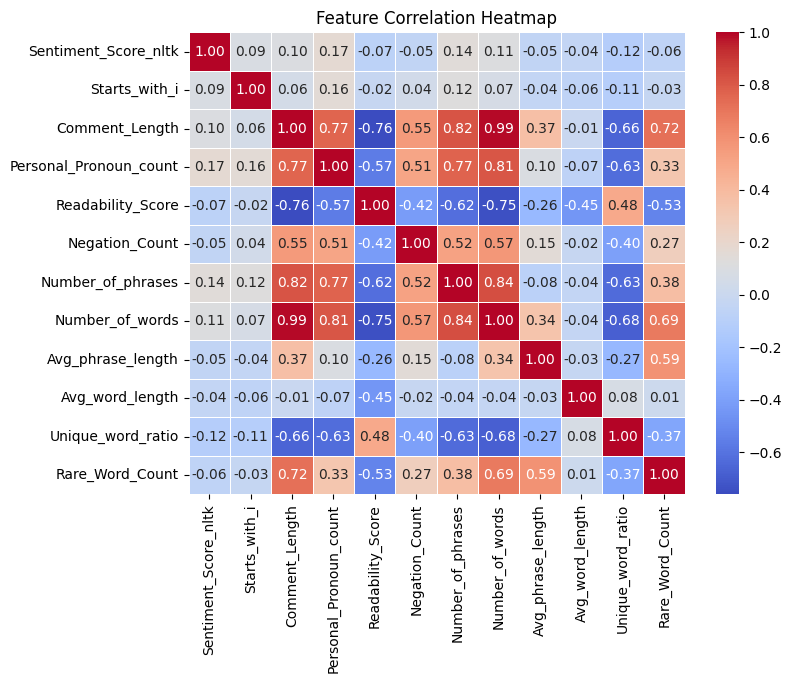 Feature Correlation Heatmap
Sentiment_Score_nltk 1.00 0.09 0.10 0.17 -0.07 -0.05 0.14 0.11 -0.05 -0.04 -0.12 -0.06
Starts_with_i 0.09 1.00 0.06 0.16 -0.02 0.04 0.12 0.07 -0.04 -0.06 -0.11 -0.03
Comment_Length 0.10 0.06 1.00 0.77 -0.76 0.55 0.82 0.99 0.37 -0.01 -0.66 0.72
Personal_Pronoun_count 0.17 0.16 0.77 1.00 -0.57 0.51 0.77 0.81 0.10 -0.07 -0.63 0.33
Readability_Score -0.07 -0.02 -0.76 -0.57 1.00 -0.42 -0.62 -0.75 -0.26 -0.45 0.48 -0.53
Negation_Count -0.05 0.04 0.55 0.51 -0.42 1.00 0.52 0.57 0.15 -0.02 -0.40 0.27
Number_of_phrases 0.14 0.12 0.82 0.77 -0.62 0.52 1.00 0.84 -0.08 -0.04 -0.63 0.38
Number_of_words 0.11 0.07 0.99 0.81 -0.75 0.57 0.84 1.00 0.34 -0.04 -0.68 0.69
Avg_phrase_length -0.05 -0.04 0.37 0.10 -0.26 0.15 -0.08 0.34 1.00 -0.03 -0.27 0.59
Avg_word_length -0.04 -0.06 -0.01 -0.07 -0.45 -0.02 -0.04 -0.04 -0.03 1.00 0.08 0.01
Unique_word_ratio -0.12 -0.11 -0.66 -0.63 0.48 -0.40 -0.63 -0.68 -0.27 0.08 1.00 -0.37
Rare_Word_Count -0.06 -0.03 0.72 0.33 -0.53 0.27 0.38 0.69 0.59 0.01 -0.37 1.00
Sentiment_Score_nltk
Starts_with_i
Comment_Length
Personal_Pronoun_count
Readability_Score
Negation_Count
Number_of_phrases
Number_of_words
Avg_phrase_length
Avg_word_length
Unique_word_ratio
Rare_Word_Count
1.0
0.8
0.6
0.4
0.2
0.0
−0.2
−0.4
−0.6